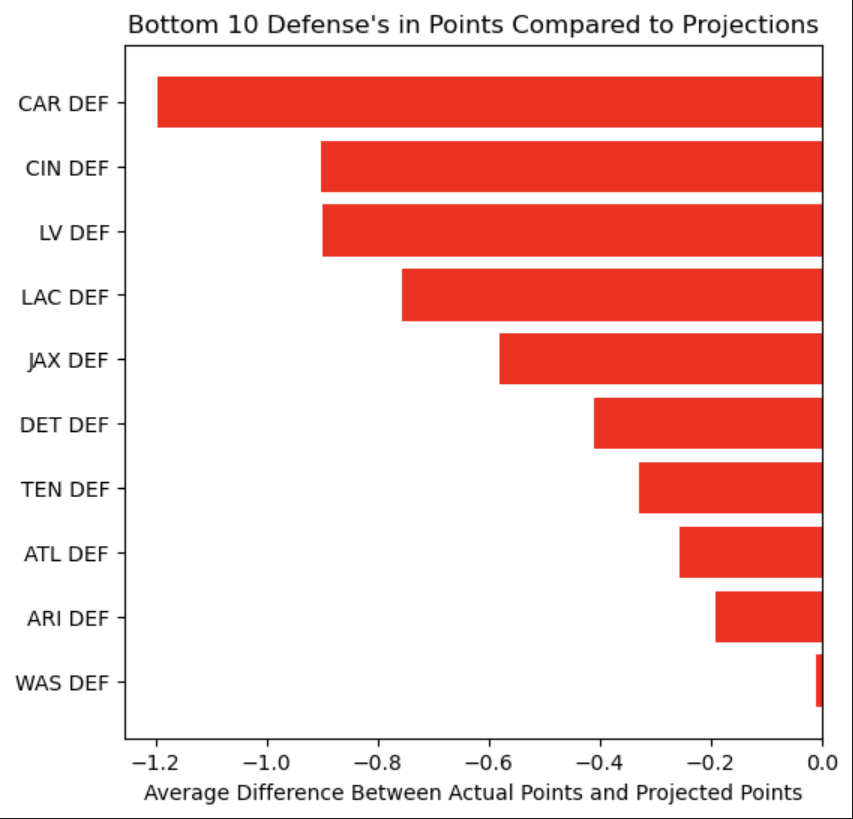 Bottom 10 Defense's in Points Compared to Projections
CAR DEF
CIN DEF
LV DEF
LAC DEF
JAX DEF
DET DEF
TEN DEF
ATL DEF
ARI DEF
WAS DEF
−1.2 −1.0 −0.8 −0.6 −0.4 −0.2 0.0
Average Difference Between Actual Points and Projected Points